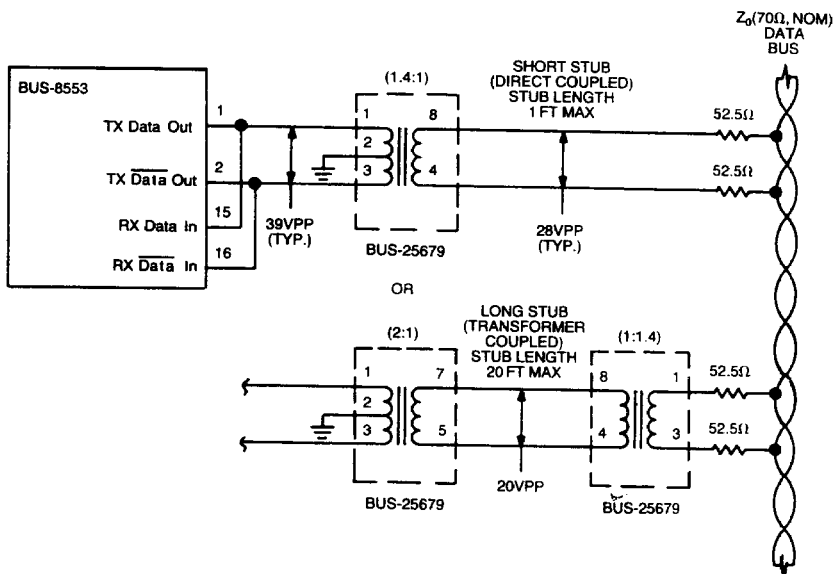 Z₀(70Ω, NOM)
DATA
BUS
BUS-8553
TX Data Out
1
TX D̅a̅t̅a̅ Out
2
RX Data In
15
RX D̅a̅t̅a̅ In
16
39VPP
(TYP.)
(1.4:1)
1
2
3
8
4
BUS-25679
SHORT STUB
(DIRECT COUPLED)
STUB LENGTH
1 FT MAX
28VPP
(TYP.)
52.5Ω
52.5Ω
OR
(2:1)
1
2
3
7
5
BUS-25679
LONG STUB
(TRANSFORMER
COUPLED)
STUB LENGTH
20 FT MAX
20VPP
(1:1.4)
8
4
1
3
BUS-25679
52.5Ω
52.5Ω